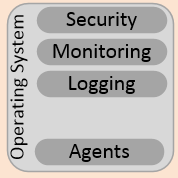 Operating System
Security
Monitoring
Logging
Agents